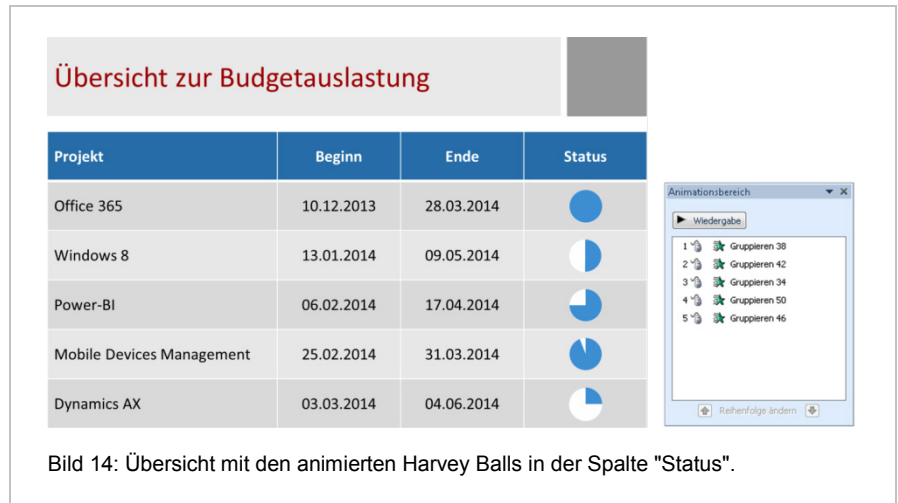 Übersicht zur Budgetauslastung
Projekt Beginn Ende Status
Office 365 10.12.2013 28.03.2014
Windows 8 13.01.2014 09.05.2014
Power-BI 06.02.2014 17.04.2014
Mobile Devices Management 25.02.2014 31.03.2014
Dynamics AX 03.03.2014 04.06.2014
Animationsbereich
Wiedergabe
1 Gruppieren 38
2 Gruppieren 42
3 Gruppieren 34
4 Gruppieren 50
5 Gruppieren 46
Reihenfolge ändern
Bild 14: Übersicht mit den animierten Harvey Balls in der Spalte "Status".